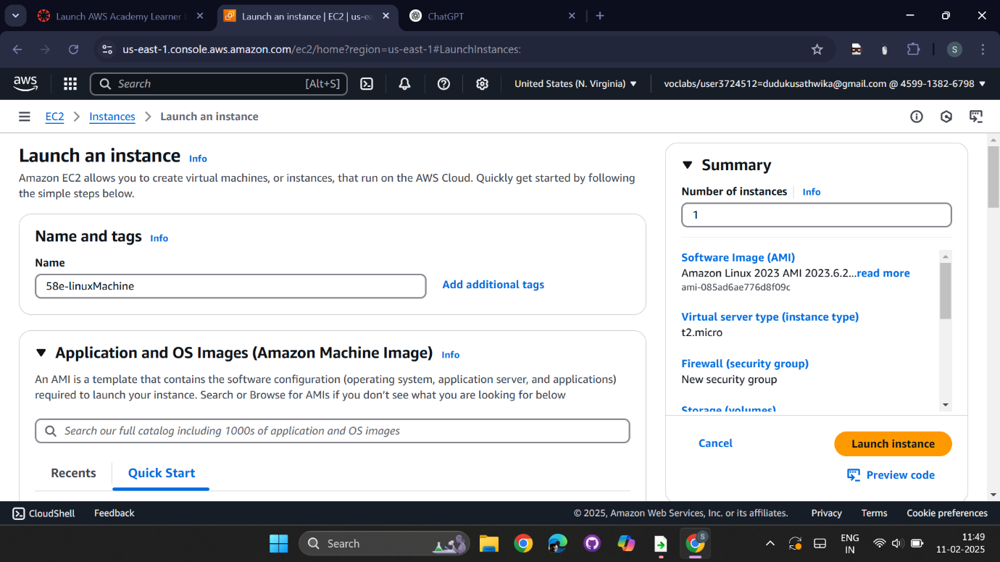 Launch AWS Academy Learner
Launch an instance | EC2 | us-ea
ChatGPT
us-east-1.console.aws.amazon.com/ec2/home?region=us-east-1#LaunchInstances:
S
aws
Search [Alt+S]
United States (N. Virginia)
voclabs/user3724512=dudukusathwika@gmail.com @ 4599-1382-6798
EC2 > Instances > Launch an instance
Launch an instance Info
Amazon EC2 allows you to create virtual machines, or instances, that run on the AWS Cloud. Quickly get started by following
the simple steps below.
Name and tags Info
Name
58e-linuxMachine
Add additional tags
Application and OS Images (Amazon Machine Image) Info
An AMI is a template that contains the software configuration (operating system, application server, and applications)
required to launch your instance. Search or Browse for AMIs if you don’t see what you are looking for below
Search our full catalog including 1000s of application and OS images
Recents
Quick Start
Summary
Number of instances Info
1
Software Image (AMI)
Amazon Linux 2023 AMI 2023.6.2...read more
ami-085ad6ae776d8f09c
Virtual server type (instance type)
t2.micro
Firewall (security group)
New security group
Storage (volumes)
Cancel
Launch instance
Preview code
CloudShell
Feedback
© 2025, Amazon Web Services, Inc. or its affiliates.
Privacy
Terms
Cookie preferences
Search
S
ENG
IN
11:49
11-02-2025